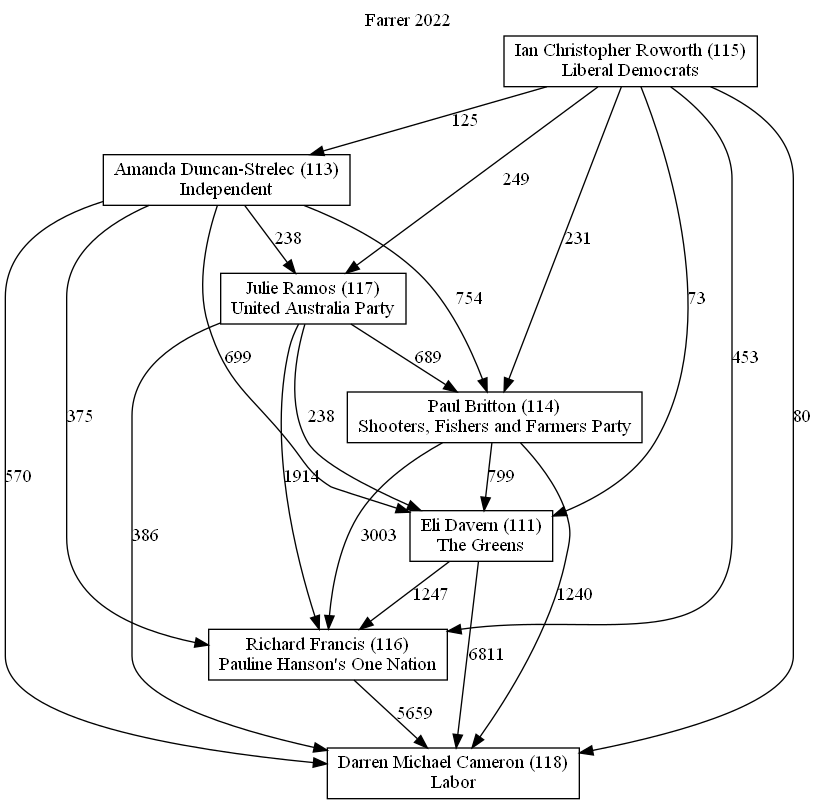 Farrer 2022
Ian Christopher Roworth (115)
Liberal Democrats
125
Amanda Duncan-Strelec (113)
Independent
249
238
231
Julie Ramos (117)
United Australia Party
754
73
699
689
453
Paul Britton (114)
Shooters, Fishers and Farmers Party
375
238
80
570
1914
799
386
3003
Eli Davern (111)
The Greens
1247
1240
Richard Francis (116)
Pauline Hanson's One Nation
6811
5659
Darren Michael Cameron (118)
Labor